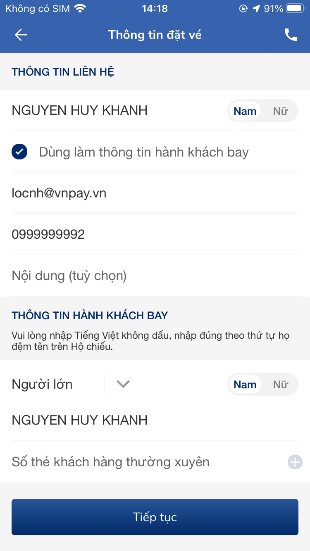 Không có SIM 14:18 91%
Thông tin đặt vé
THÔNG TIN LIÊN HỆ
NGUYEN HUY KHANH Nam Nữ
Dùng làm thông tin hành khách bay
locnh@vnpay.vn
0999999992
Nội dung (tuỳ chọn)
THÔNG TIN HÀNH KHÁCH BAY
Vui lòng nhập Tiếng Việt không dấu, nhập đúng theo thứ tự họ
đệm tên trên Hộ chiếu.
Người lớn Nam Nữ
NGUYEN HUY KHANH
Số thẻ khách hàng thường xuyên
Tiếp tục